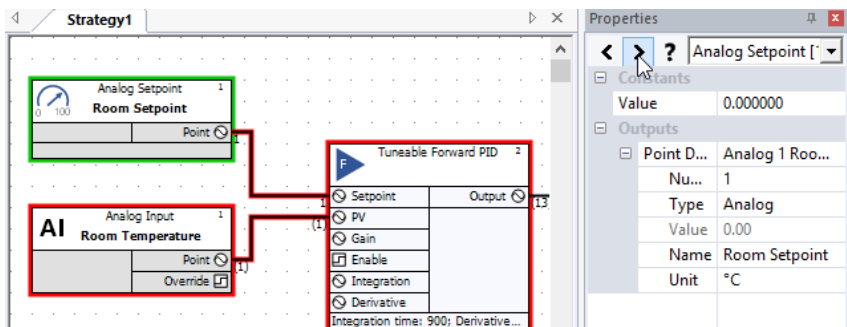 Strategy1
Analog Setpoint 1
Room Setpoint
0 100
Point
1
Analog Input 1
AI
Room Temperature
Point
(1)
Override
Tuneable Forward PID 2
F
1
Setpoint
Output
(13)
(1)
PV
Gain
Enable
Integration
Derivative
Integration time: 900; Derivative...
Properties
? Analog Setpoint ['
Constants
Value 0.000000
Outputs
Point D... Analog 1 Roo...
Nu... 1
Type Analog
Value 0.00
Name Room Setpoint
Unit °C